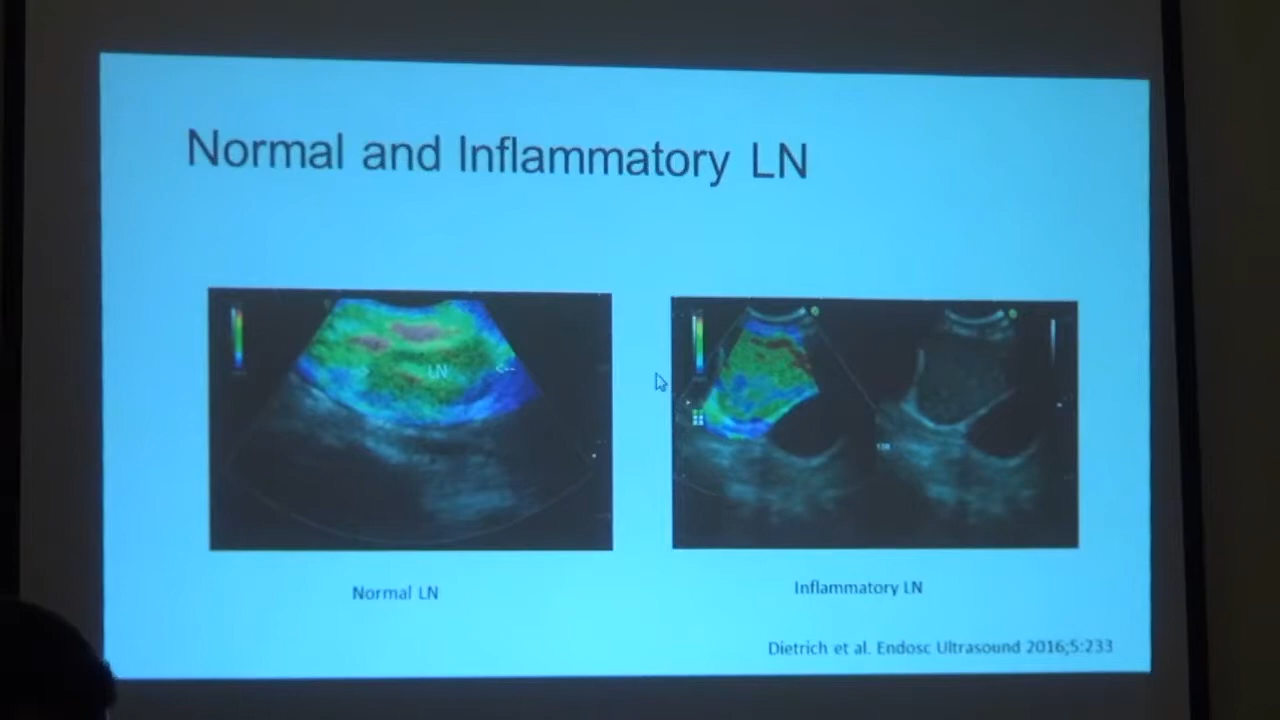 Normal and Inflammatory LN
LN
Normal LN
Inflammatory LN
Dietrich et al. Endosc Ultrasound 2016;5:233